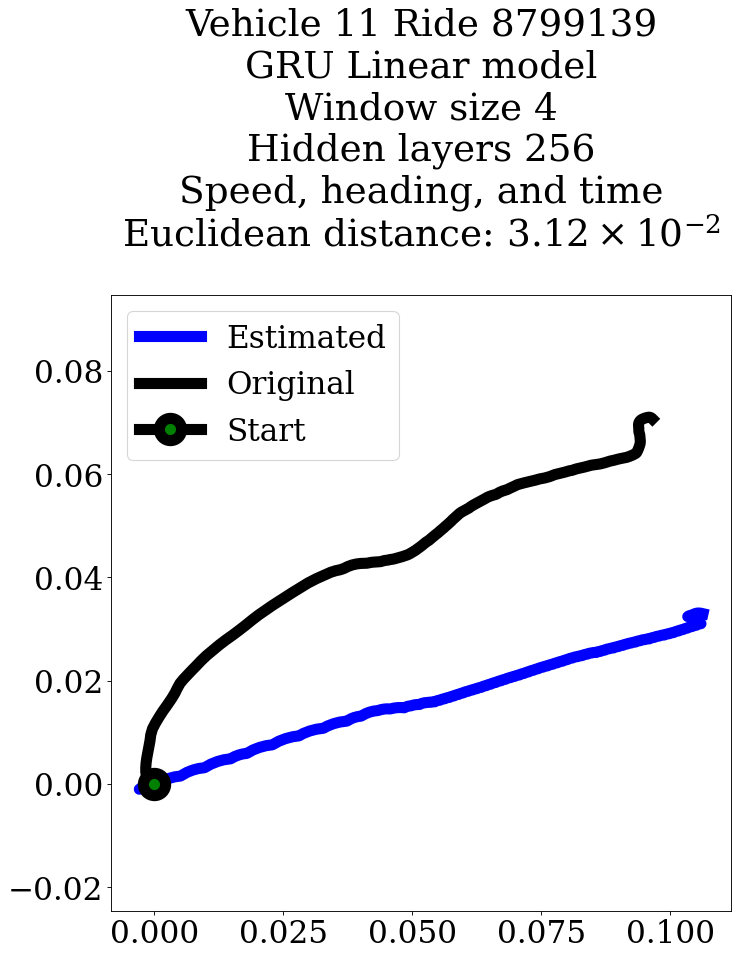 Vehicle 11 Ride 8799139
GRU Linear model
Window size 4
Hidden layers 256
Speed, heading, and time
Euclidean distance: 3.12 × 10⁻²
Estimated
Original
Start
0.08
0.06
0.04
0.02
0.00
−0.02
0.000 0.025 0.050 0.075 0.100